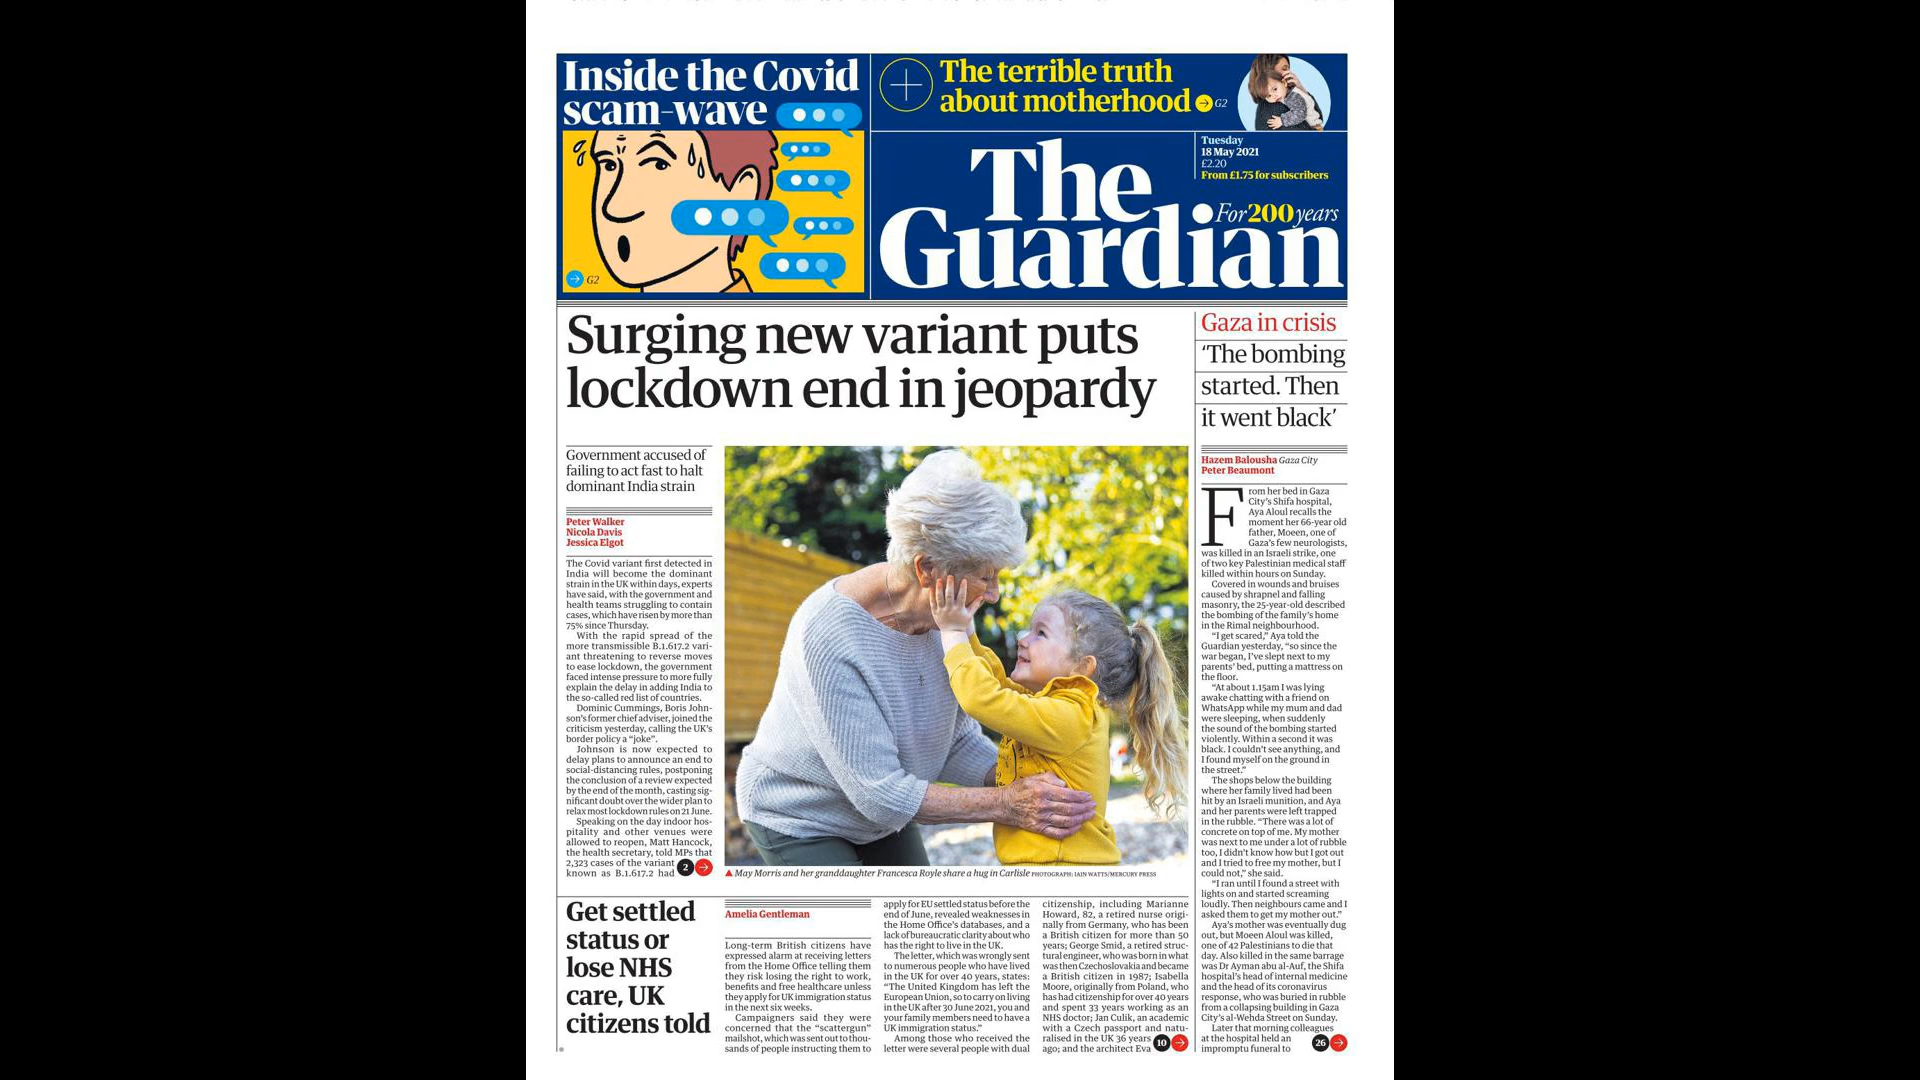 Inside the Covid
scam-wave
G2
The terrible truth
about motherhood
G2
Tuesday
18 May 2021
£2.20
From £1.75 for subscribers
For 200 years
The
Guardian
Surging new variant puts
lockdown end in jeopardy
Government accused of
failing to act fast to halt
dominant India strain
Peter Walker
Nicola Davis
Jessica Elgot
The Covid variant first detected in
India will become the dominant
strain in the UK within days, experts
have said, with the government and
health teams struggling to contain
cases, which have risen by more than
75% since Thursday.
With the rapid spread of the
more transmissible B.1.617.2 vari-
ant threatening to reverse moves
to ease lockdown, the government
faced intense pressure to more fully
explain the delay in adding India to
the so-called red list of countries.
Dominic Cummings, Boris John-
son's former chief adviser, joined the
criticism yesterday, calling the UK's
border policy a "joke".
Johnson is now expected to
delay plans to announce an end to
social-distancing rules, postponing
the conclusion of a review expected
by the end of the month, casting sig-
nificant doubt over the wider plan to
relax most lockdown rules on 21 June.
Speaking on the day indoor hos-
pitality and other venues were
allowed to reopen, Matt Hancock,
the health secretary, told MPs that
2,323 cases of the variant
known as B.1.617.2 had
2
▲ May Morris and her granddaughter Francesca Royle share a hug in Carlisle PHOTOGRAPH: IAIN WATTS/MERCURY PRESS
Gaza in crisis
'The bombing
started. Then
it went black'
Hazem Balousha Gaza City
Peter Beaumont
From her bed in Gaza
City's Shifa hospital,
Aya Aloul recalls the
moment her 66-year old
father, Moeen, one of
Gaza's few neurologists,
was killed in an Israeli strike, one
of two key Palestinian medical staff
killed within hours on Sunday.
Covered in wounds and bruises
caused by shrapnel and falling
masonry, the 25-year-old described
the bombing of the family's home
in the Rimal neighbourhood.
"I get scared," Aya told the
Guardian yesterday, "so since the
war began, I've slept next to my
parents' bed, putting a mattress on
the floor.
"At about 1.15am I was lying
awake chatting with a friend on
WhatsApp while my mum and dad
were sleeping, when suddenly
the sound of the bombing started
violently. Within a second it was
black. I couldn't see anything, and
I found myself on the ground in
the street."
The shops below the building
where her family lived had been
hit by an Israeli munition, and Aya
and her parents were left trapped
in the rubble. "There was a lot of
concrete on top of me. My mother
was next to me under a lot of rubble
too, I didn't know how but I got out
and I tried to free my mother, but I
could not," she said.
"I ran until I found a street with
lights on and started screaming
loudly. Then neighbours came and I
asked them to get my mother out."
Aya's mother was eventually dug
out, but Moeen Aloul was killed,
one of 42 Palestinians to die that
day. Also killed in the same barrage
was Dr Ayman abu al-Auf, the Shifa
hospital's head of internal medicine
and the head of its coronavirus
response, who was buried in rubble
from a collapsing building in Gaza
City's al-Wehda Street on Sunday.
Later that morning colleagues
at the hospital held an
impromptu funeral to
26
Get settled
status or
lose NHS
care, UK
citizens told
Amelia Gentleman
Long-term British citizens have
expressed alarm at receiving letters
from the Home Office telling them
they risk losing the right to work,
benefits and free healthcare unless
they apply for UK immigration status
in the next six weeks.
Campaigners said they were
concerned that the "scattergun"
mailshot, which was sent out to thou-
sands of people instructing them to
apply for EU settled status before the
end of June, revealed weaknesses in
the Home Office's databases, and a
lack of bureaucratic clarity about who
has the right to live in the UK.
The letter, which was wrongly sent
to numerous people who have lived
in the UK for over 40 years, states:
"The United Kingdom has left the
European Union, so to carry on living
in the UK after 30 June 2021, you and
your family members need to have a
UK immigration status."
Among those who received the
letter were several people with dual
citizenship, including Marianne
Howard, 82, a retired nurse origi-
nally from Germany, who has been
a British citizen for more than 50
years; George Smid, a retired struc-
tural engineer, who was born in what
was then Czechoslovakia and became
a British citizen in 1987; Isabella
Moore, originally from Poland, who
has had citizenship for over 40 years
and spent 33 years working as an
NHS doctor; Jan Culik, an academic
with a Czech passport and natu-
ralised in the UK 36 years
ago; and the architect Eva
10